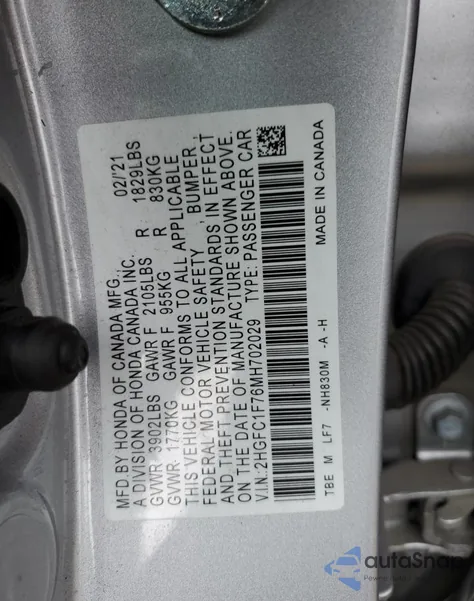 MFD.BY HONDA OF CANADA MFG., 02/'21
A DIVISION OF HONDA CANADA INC.
GVWR 3902LBS GAWR F 2105LBS R 1829LBS
GVWR 1770KG GAWR F 955KG R 830KG
THIS VEHICLE CONFORMS TO ALL APPLICABLE
FEDERAL MOTOR VEHICLE SAFETY , BUMPER ,
AND THEFT PREVENTION STANDARDS IN EFFECT
ON THE DATE OF MANUFACTURE SHOWN ABOVE.
V.I.N: 2HGFC1F76MH702029 TYPE: PASSENGER CAR
TBE M LF7 -NH830M -A -H MADE IN CANADA
autoSnap